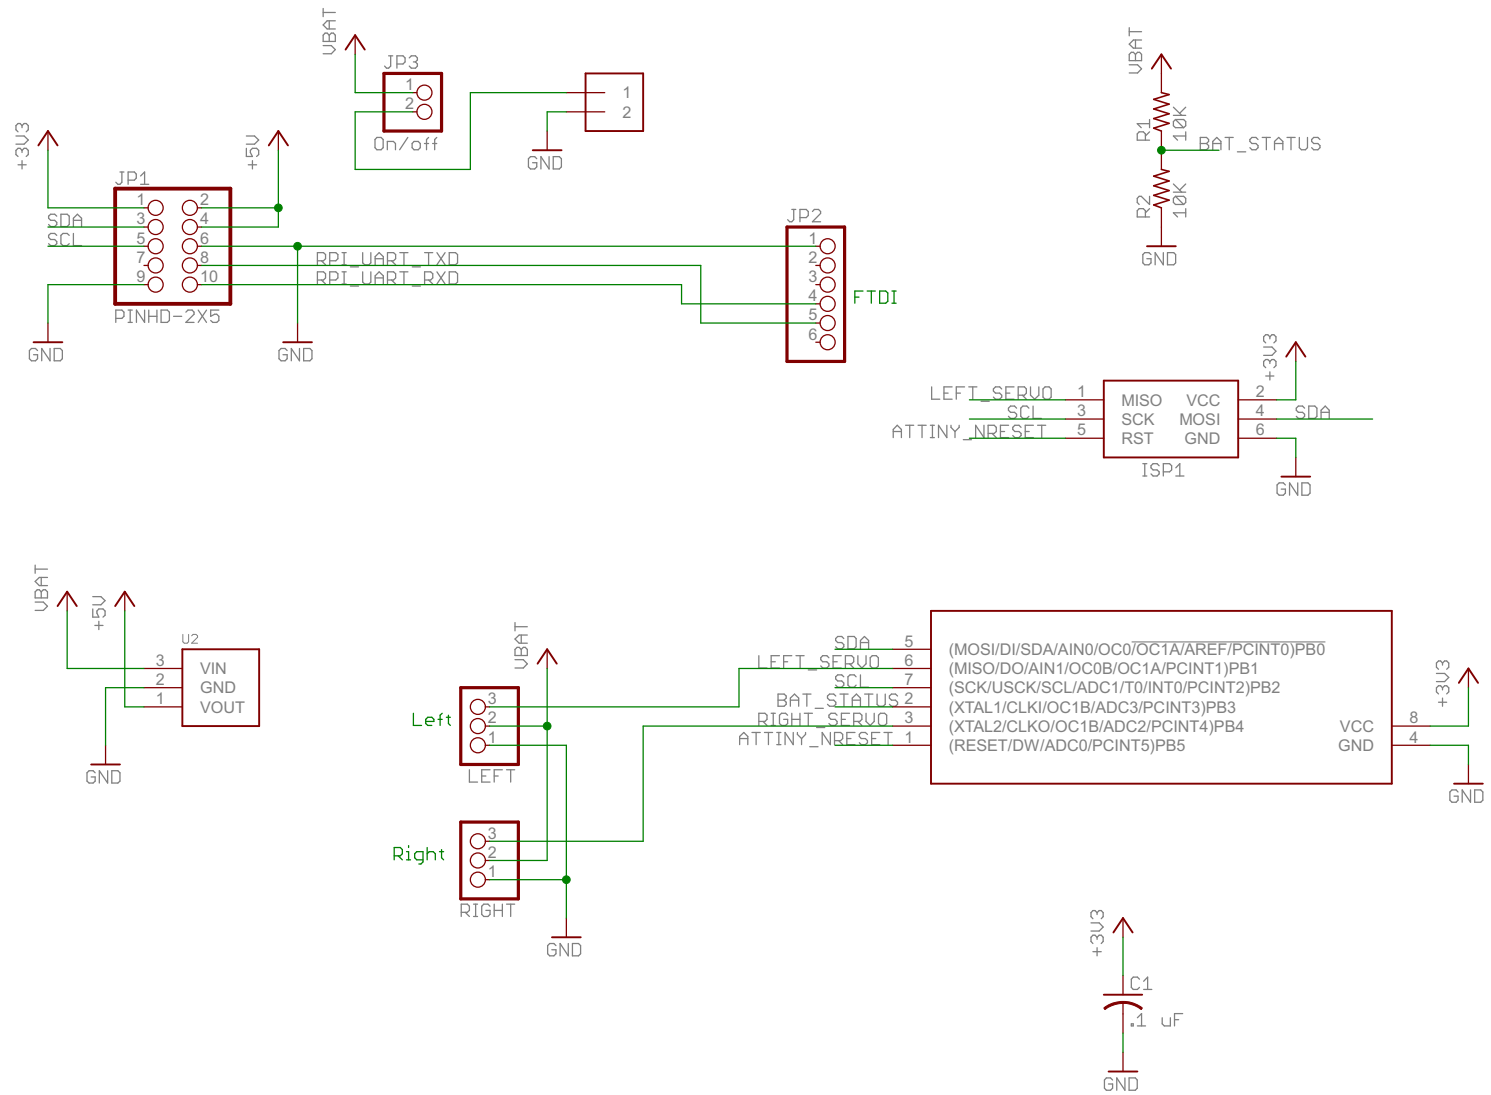 VBAT
JP3
1
2
On/off
1
2
GND
VBAT
R1
10K
BAT_STATUS
R2
10K
GND
+3V3
+5V
JP1
1 2
SDA 3 4
SCL 5 6
7 8 RPI_UART_TXD
9 10 RPI_UART_RXD
PINHD-2X5
GND
GND
JP2
1
2
3
4
5
6
FTDI
+3V3
LEFT_SERVO 1 MISO VCC 2
SCL 3 SCK MOSI 4 SDA
ATTINY_NRESET 5 RST GND 6
ISP1
GND
VBAT
+5V
U2
3 VIN
2 GND
1 VOUT
GND
VBAT
Left
3
2
1
LEFT
Right
3
2
1
RIGHT
GND
SDA 5 (MOSI/DI/SDA/AIN0/OC0/OC1A/AREF/PCINT0)PB0
LEFT_SERVO 6 (MISO/DO/AIN1/OC0B/OC1A/PCINT1)PB1
SCL 7 (SCK/USCK/SCL/ADC1/T0/INT0/PCINT2)PB2
BAT_STATUS 2 (XTAL1/CLKI/OC1B/ADC3/PCINT3)PB3
RIGHT_SERVO 3 (XTAL2/CLKO/OC1B/ADC2/PCINT4)PB4
ATTINY_NRESET 1 (RESET/DW/ADC0/PCINT5)PB5
VCC 8
GND 4
+3V3
GND
+3V3
C1
.1 uF
GND